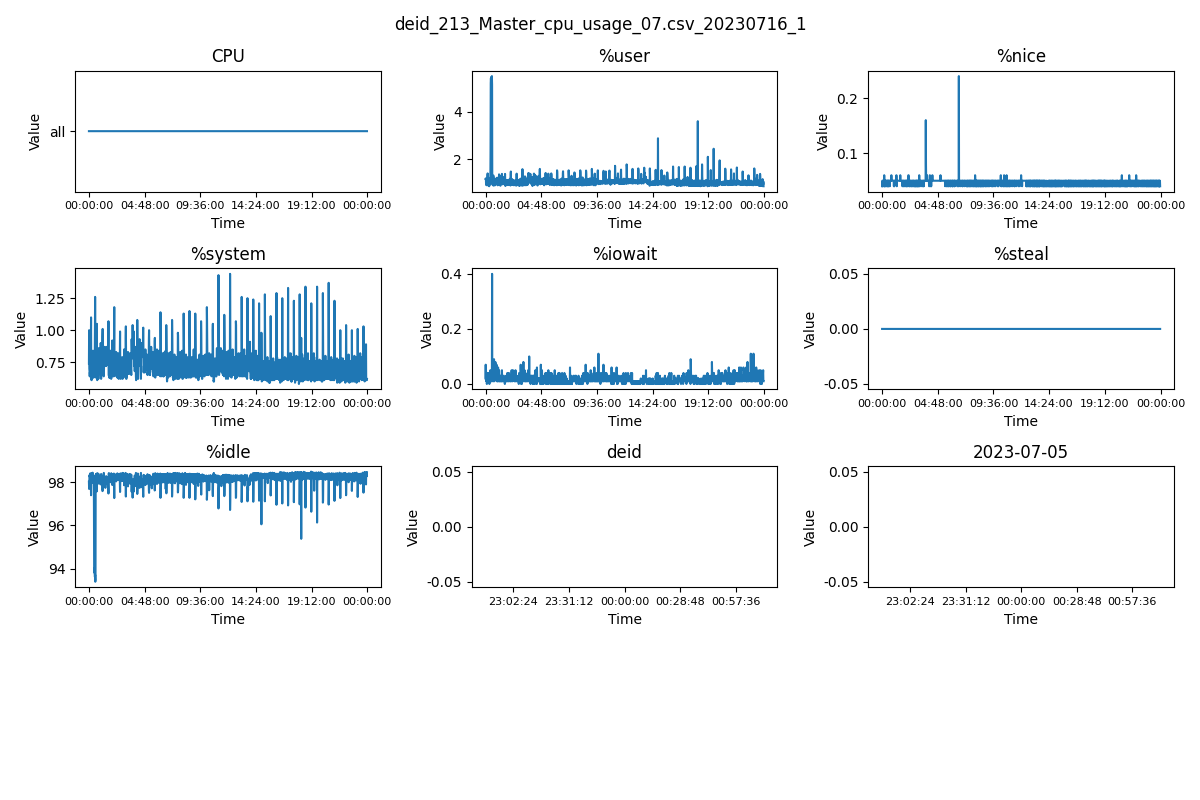 deid_213_Master_cpu_usage_07.csv_20230716_1
CPU
Value
all
00:00:00 04:48:00 09:36:00 14:24:00 19:12:00 00:00:00
Time
%user
Value
4
2
00:00:00 04:48:00 09:36:00 14:24:00 19:12:00 00:00:00
Time
%nice
Value
0.2
0.1
00:00:00 04:48:00 09:36:00 14:24:00 19:12:00 00:00:00
Time
%system
Value
1.25
1.00
0.75
00:00:00 04:48:00 09:36:00 14:24:00 19:12:00 00:00:00
Time
%iowait
Value
0.4
0.2
0.0
00:00:00 04:48:00 09:36:00 14:24:00 19:12:00 00:00:00
Time
%steal
Value
0.05
0.00
-0.05
00:00:00 04:48:00 09:36:00 14:24:00 19:12:00 00:00:00
Time
%idle
Value
98
96
94
00:00:00 04:48:00 09:36:00 14:24:00 19:12:00 00:00:00
Time
deid
Value
0.05
0.00
-0.05
23:02:24 23:31:12 00:00:00 00:28:48 00:57:36
Time
2023-07-05
Value
0.05
0.00
-0.05
23:02:24 23:31:12 00:00:00 00:28:48 00:57:36
Time